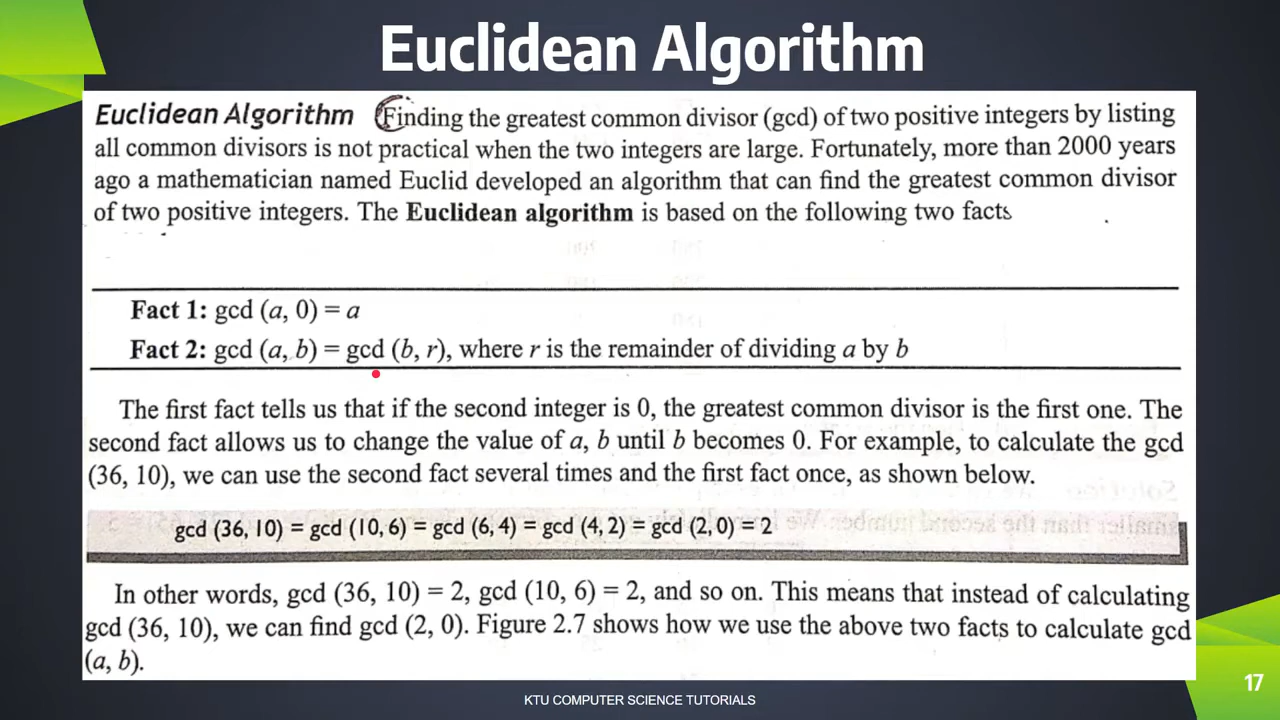 Euclidean Algorithm
Euclidean Algorithm Finding the greatest common divisor (gcd) of two positive integers by listing
all common divisors is not practical when the two integers are large. Fortunately, more than 2000 years
ago a mathematician named Euclid developed an algorithm that can find the greatest common divisor
of two positive integers. The Euclidean algorithm is based on the following two facts
Fact 1: gcd (a, 0) = a
Fact 2: gcd (a, b) = gcd (b, r), where r is the remainder of dividing a by b
The first fact tells us that if the second integer is 0, the greatest common divisor is the first one. The
second fact allows us to change the value of a, b until b becomes 0. For example, to calculate the gcd
(36, 10), we can use the second fact several times and the first fact once, as shown below.
gcd (36, 10) = gcd (10, 6) = gcd (6, 4) = gcd (4, 2) = gcd (2, 0) = 2
In other words, gcd (36, 10) = 2, gcd (10, 6) = 2, and so on. This means that instead of calculating
gcd (36, 10), we can find gcd (2, 0). Figure 2.7 shows how we use the above two facts to calculate gcd
(a, b).
17
KTU COMPUTER SCIENCE TUTORIALS